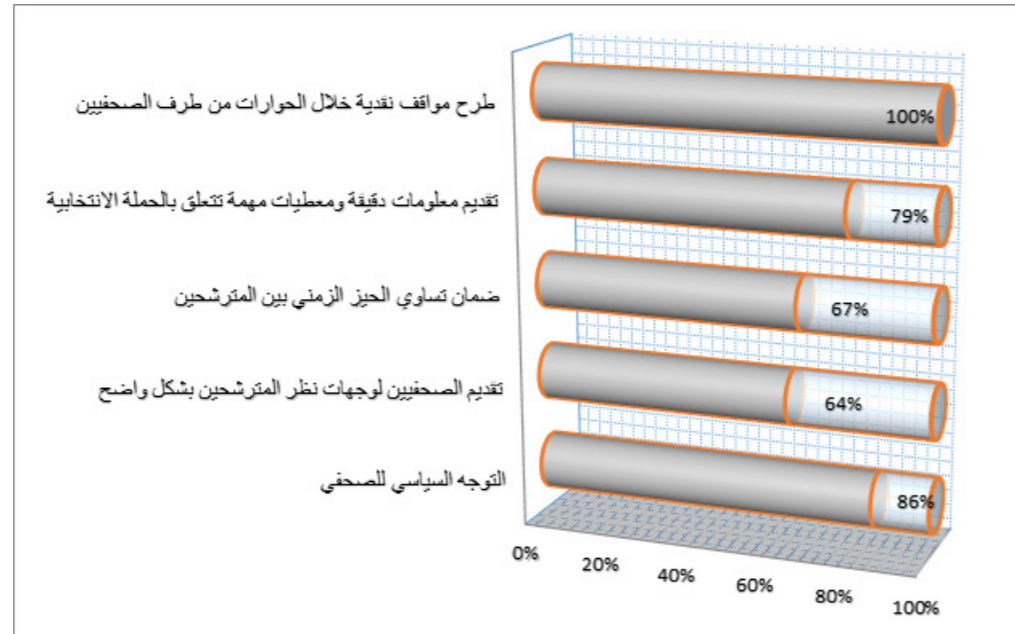 طرح مواقف نقدية خلال الحوارات من طرف الصحفيين
100%
تقديم معلومات دقيقة ومعطيات مهمة تتعلق بالحملة الانتخابية
79%
ضمان تساوي الحيز الزمني بين المترشحين
67%
تقديم الصحفيين لوجهات نظر المترشحين بشكل واضح
64%
التوجه السياسي للصحفي
86%
0%
20%
40%
60%
80%
100%